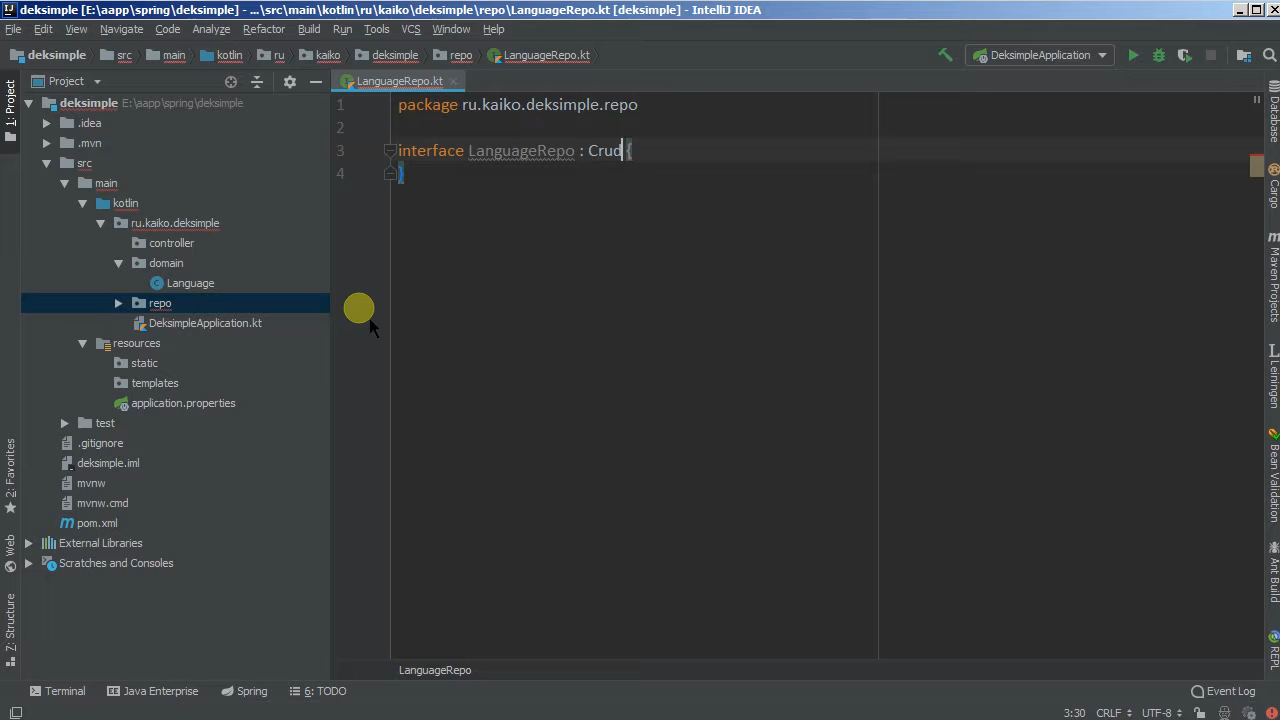 deksimple [E:\aapp\spring\deksimple] - ...\src\main\kotlin\ru\kaiko\deksimple\repo\LanguageRepo.kt [deksimple] - IntelliJ IDEA
File Edit View Navigate Code Analyze Refactor Build Run Tools VCS Window Help
deksimple src main kotlin ru kaiko deksimple repo LanguageRepo.kt DeksimpleApplication
Project LanguageRepo.kt
deksimple E:\aapp\spring\deksimple
.idea
.mvn
src
main
kotlin
ru.kaiko.deksimple
controller
domain
Language
repo
DeksimpleApplication.kt
resources
static
templates
application.properties
test
.gitignore
deksimple.iml
mvnw
mvnw.cmd
pom.xml
External Libraries
Scratches and Consoles
1 package ru.kaiko.deksimple.repo
2
3 interface LanguageRepo : Crud{
4 }
LanguageRepo
1: Project
2: Favorites
Web
Z: Structure
Database
Cargo
Maven Projects
Leiningen
Bean Validation
Ant Build
REPL
Terminal Java Enterprise Spring 6: TODO Event Log
3:30 CRLF UTF-8